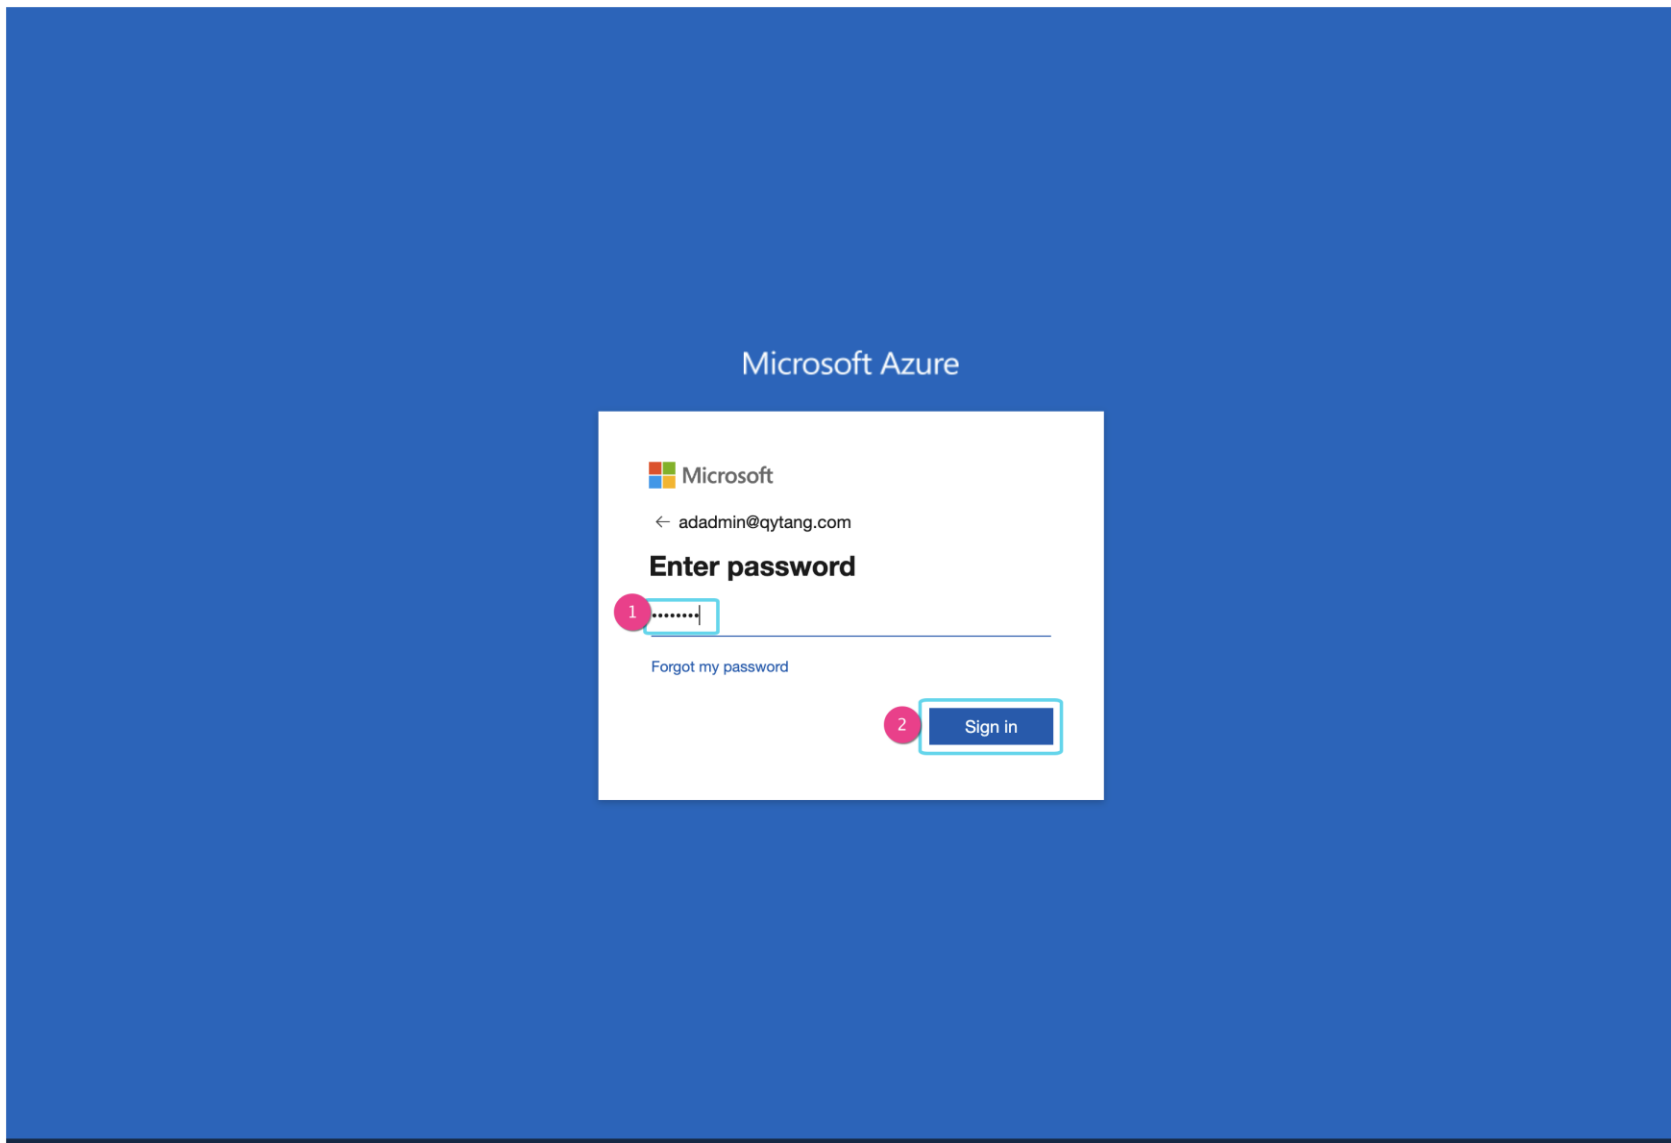 Microsoft Azure
Microsoft
← adadmin@qytang.com
Enter password
1 ••••••••
Forgot my password
2 Sign in